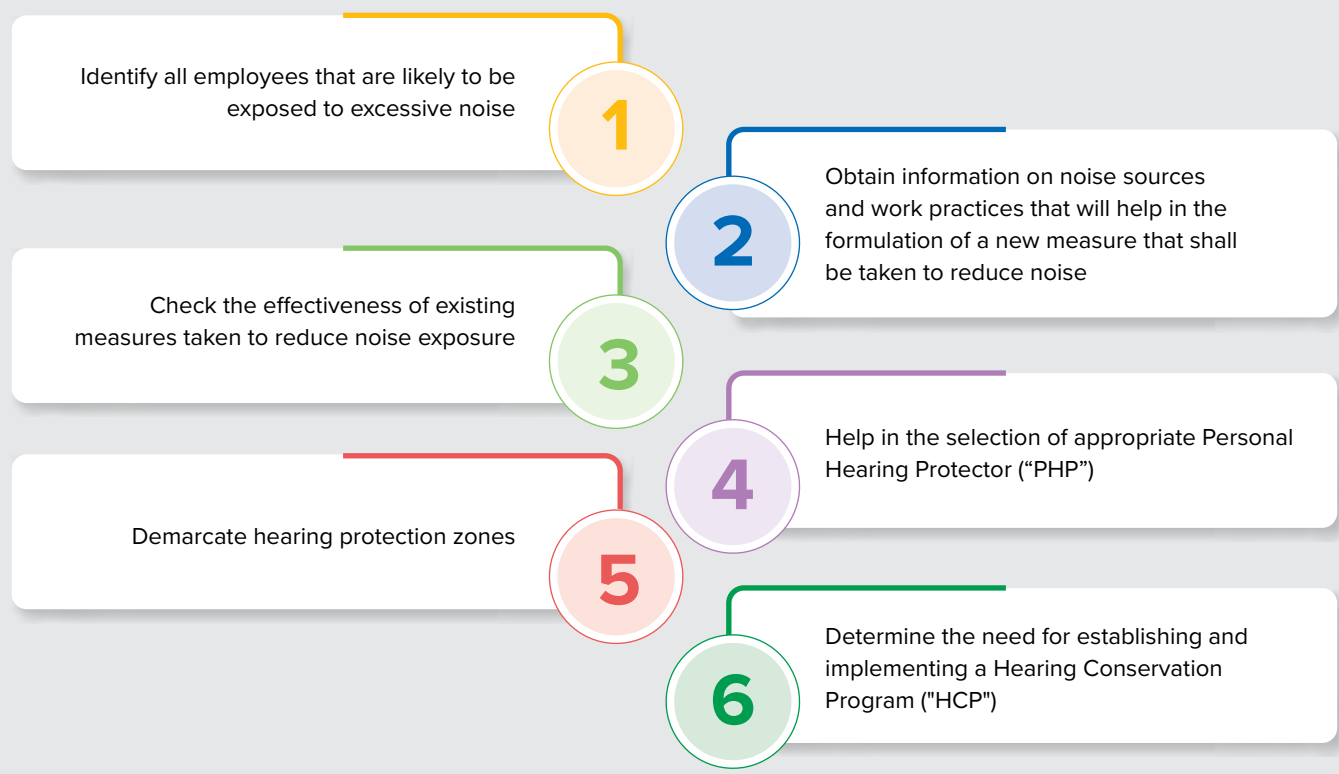 Identify all employees that are likely to be
exposed to excessive noise
1
2
Obtain information on noise sources
and work practices that will help in the
formulation of a new measure that shall
be taken to reduce noise
Check the effectiveness of existing
measures taken to reduce noise exposure
3
4
Help in the selection of appropriate Personal
Hearing Protector (“PHP”)
Demarcate hearing protection zones
5
6
Determine the need for establishing and
implementing a Hearing Conservation
Program ("HCP")